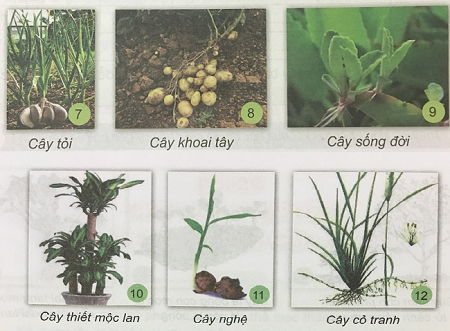 7
8
9
Cây tỏi
Cây khoai tây
Cây sống đời
10
11
12
Cây thiết mộc lan
Cây nghệ
Cây cỏ tranh